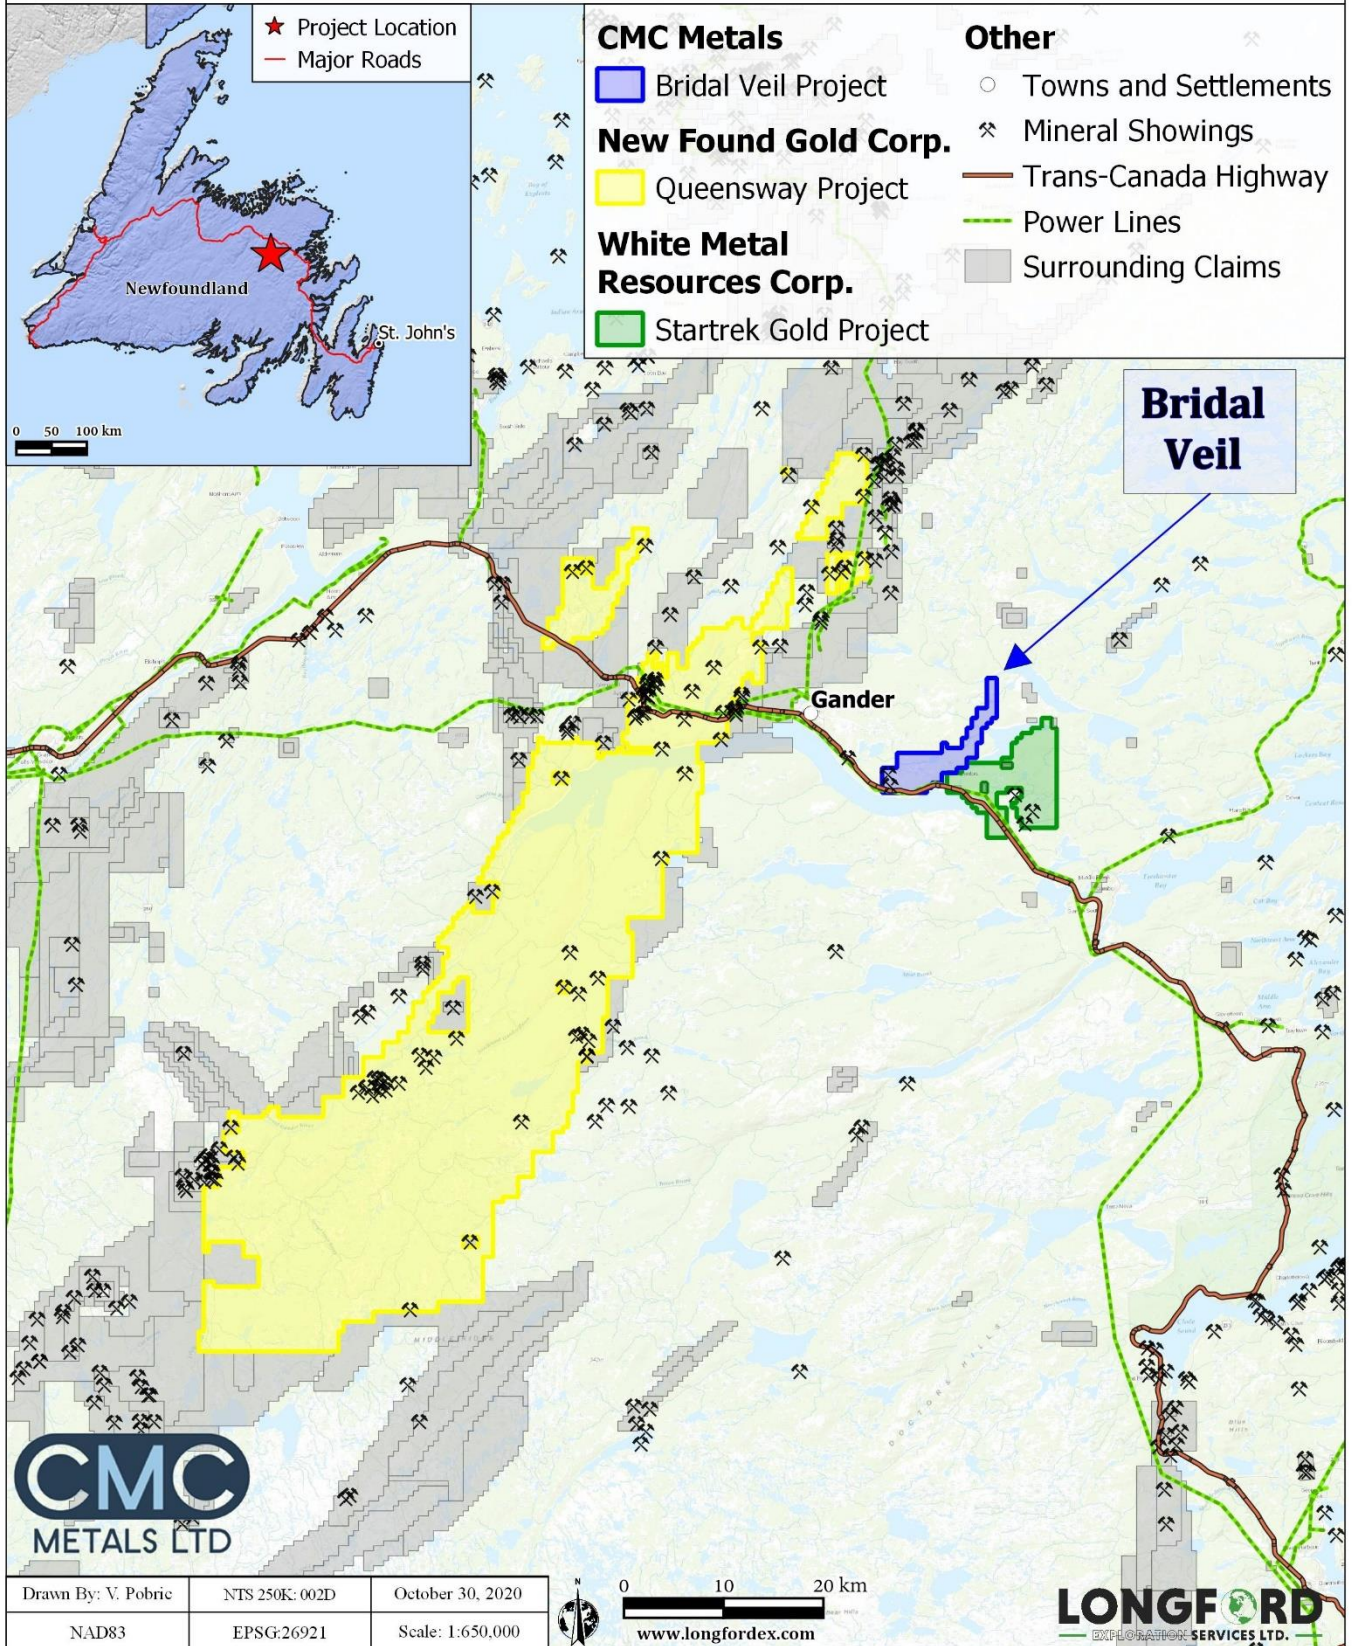 Project Location
Major Roads
Newfoundland
St. John's
0 50 100 km
CMC Metals
Bridal Veil Project
New Found Gold Corp.
Queensway Project
White Metal
Resources Corp.
Startrek Gold Project
Other
Towns and Settlements
Mineral Showings
Trans-Canada Highway
Power Lines
Surrounding Claims
Bridal
Veil
Gander
CMC
METALS LTD
Drawn By: V. Pobric
NTS 250K: 002D
October 30, 2020
NAD83
EPSG:26921
Scale: 1:650,000
N
0 10 20 km
www.longfordex.com
LONGFORD
EXPLORATION SERVICES LTD.